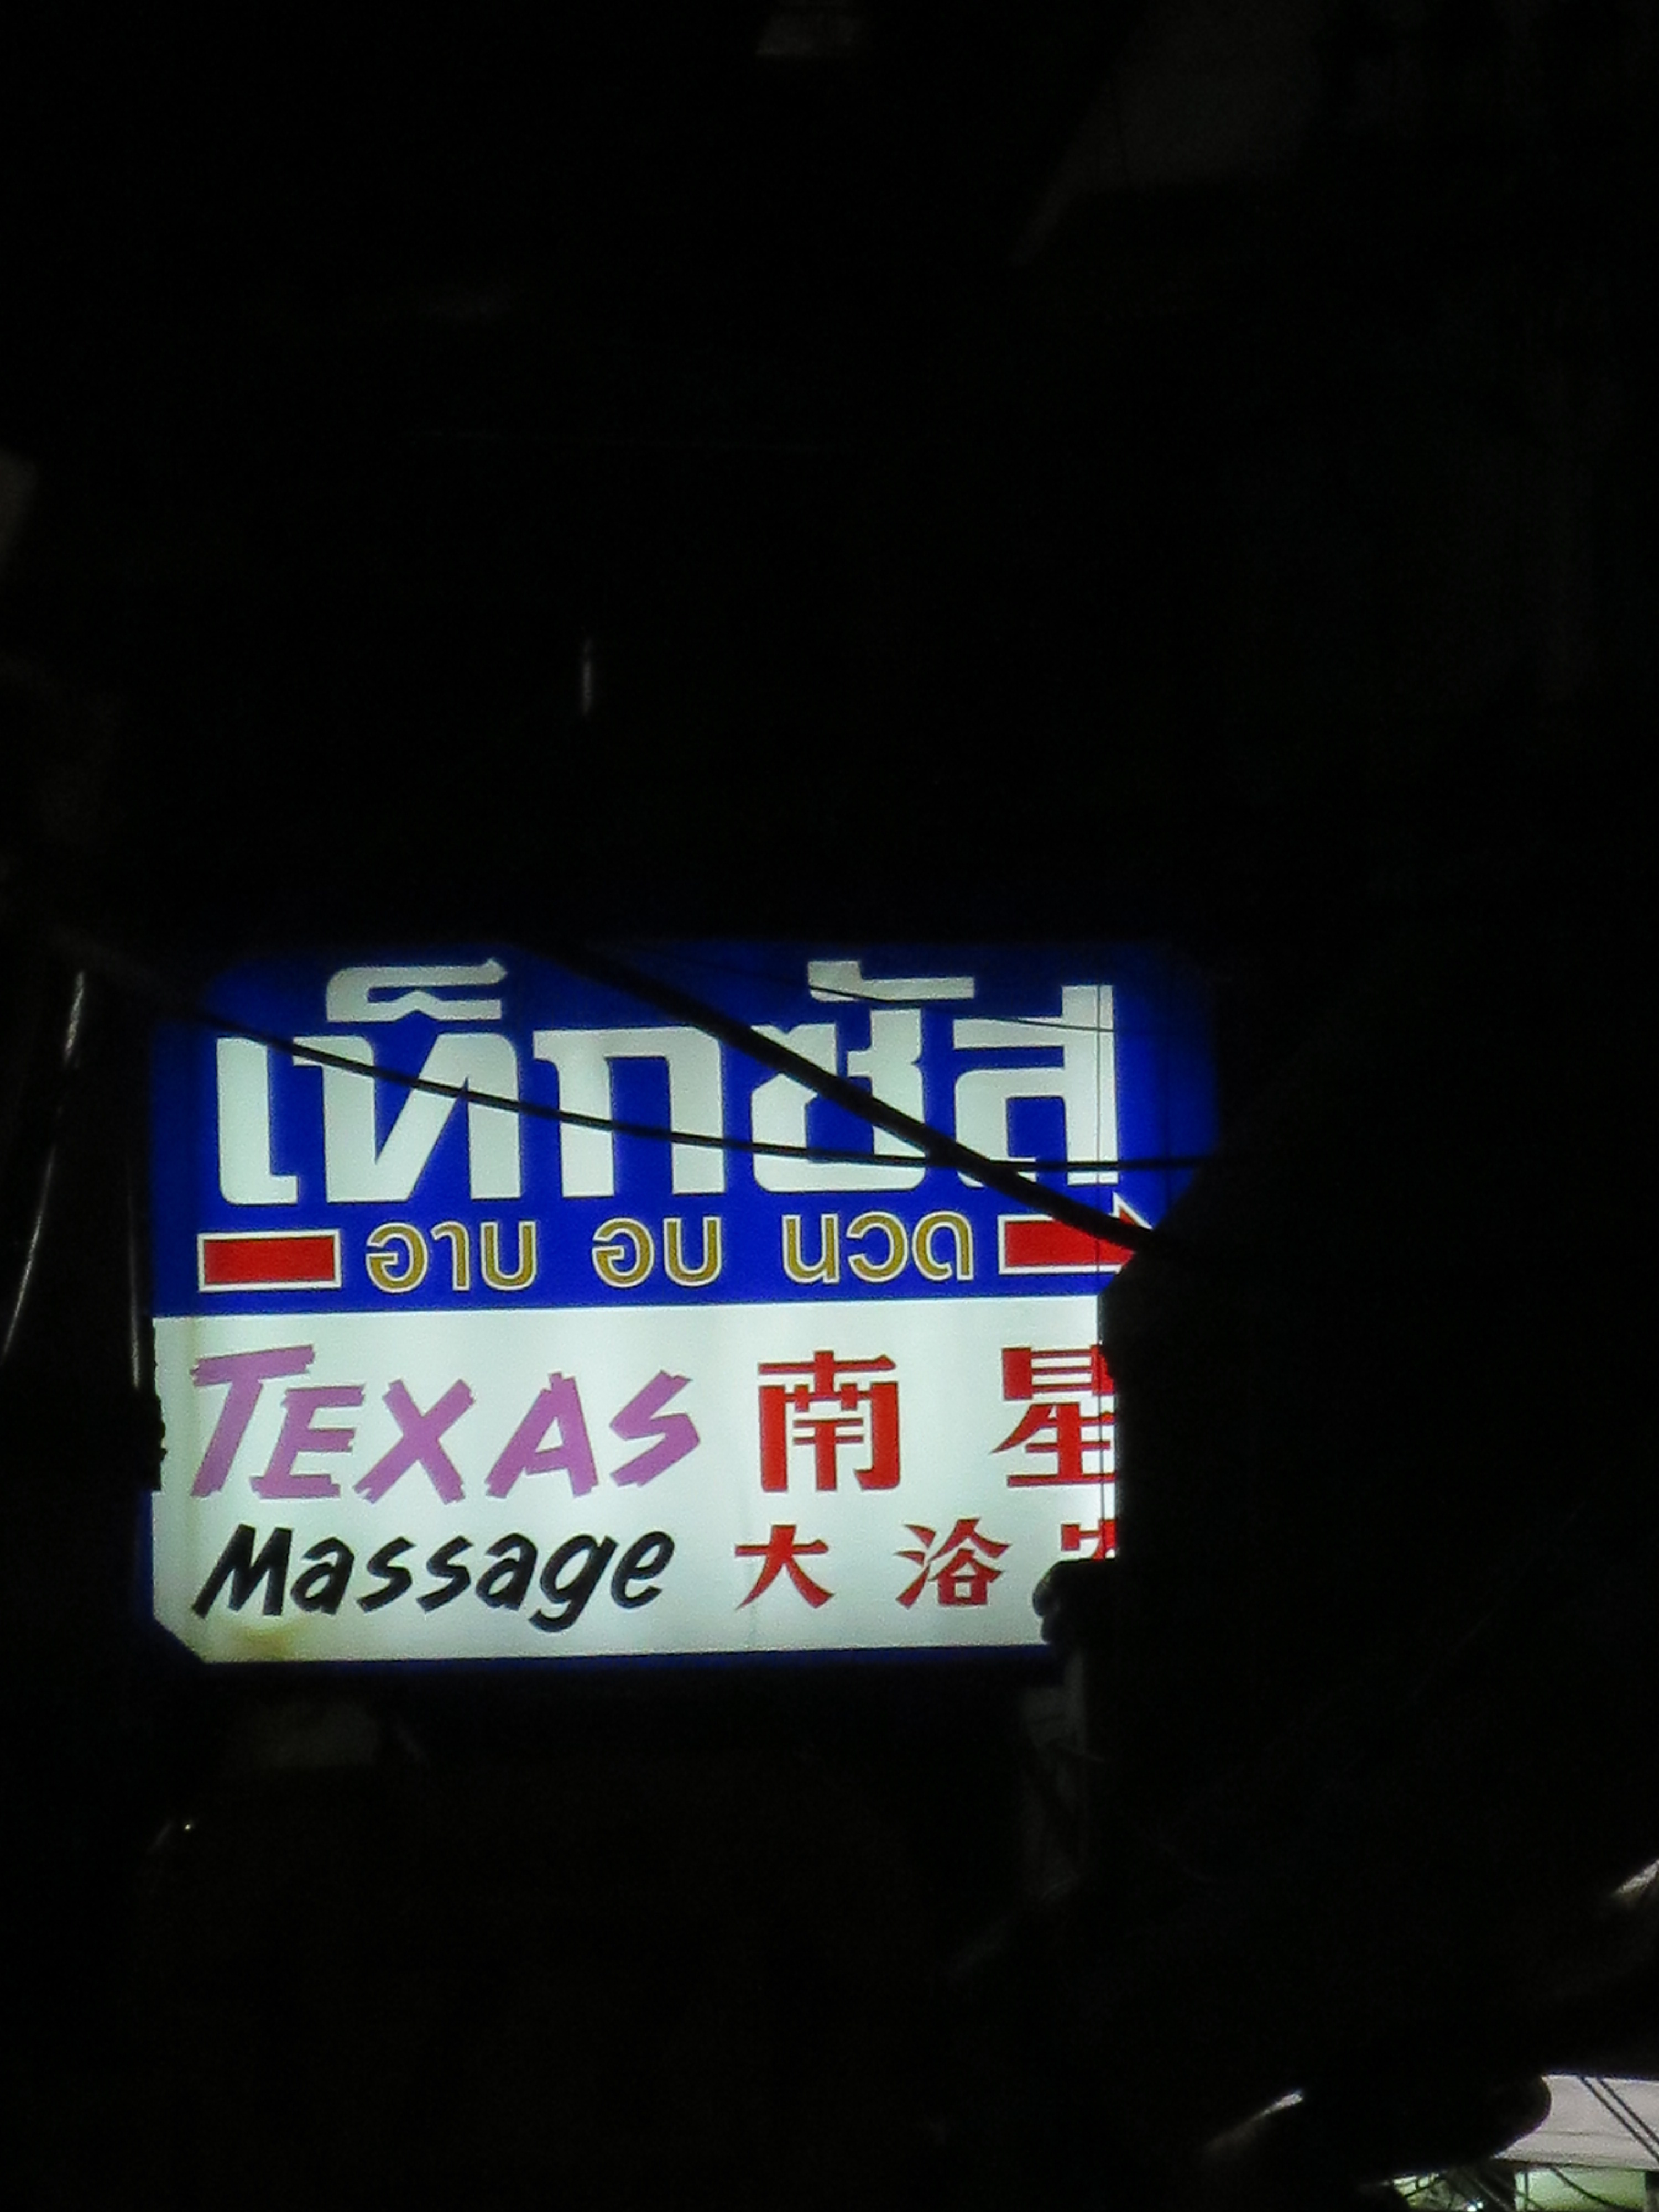 เท็กซัส
อาบ อบ นวด
TEXAS 南 星
Massage 大 浴